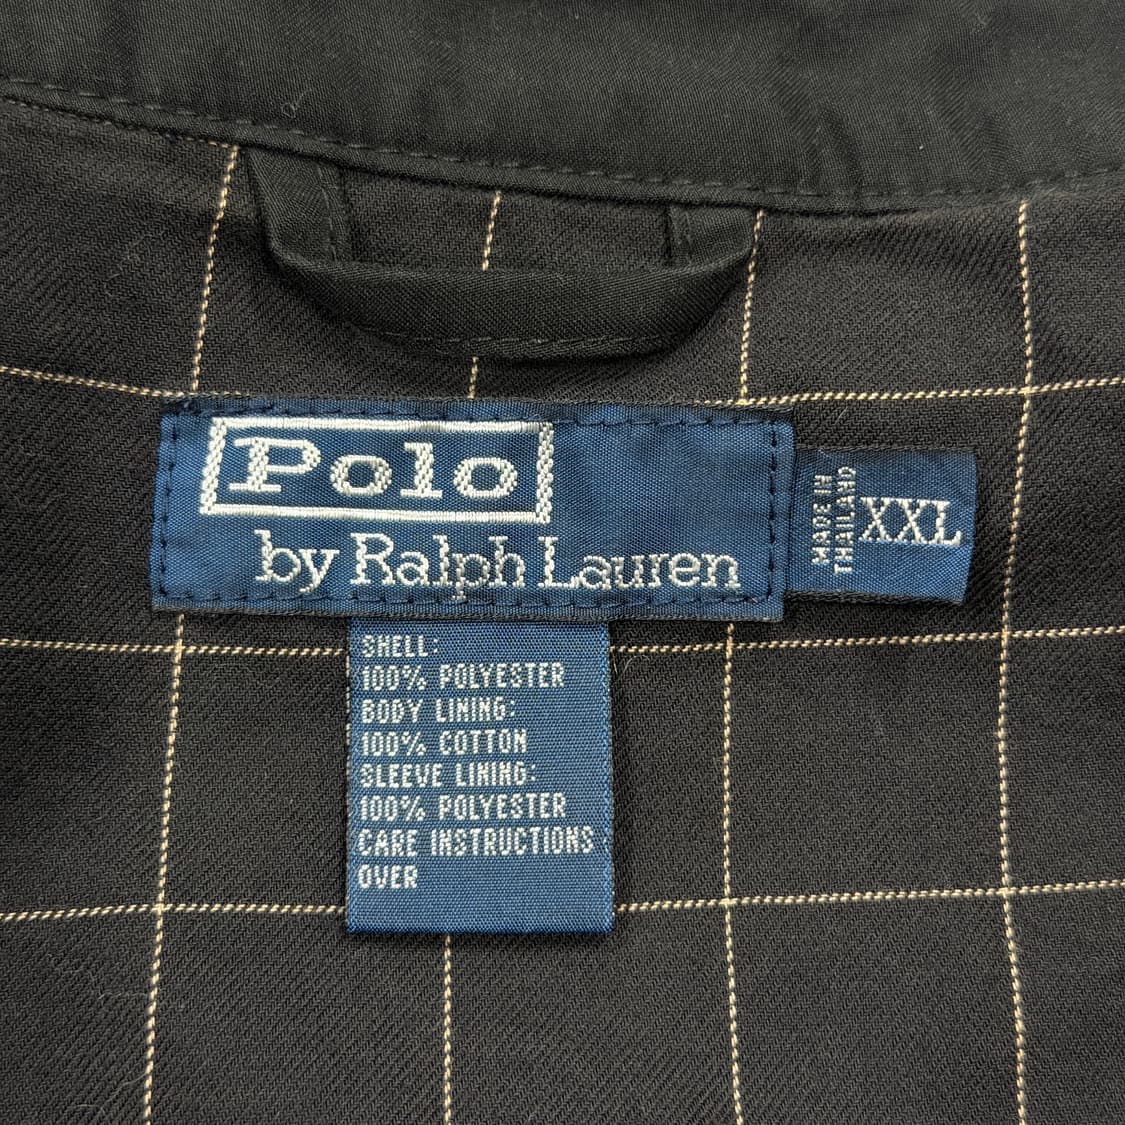 Polo
by Ralph Lauren
MADE IN
THAILAND
XXL
SHELL:
100% POLYESTER
BODY LINING:
100% COTTON
SLEEVE LINING:
100% POLYESTER
CARE INSTRUCTIONS
OVER